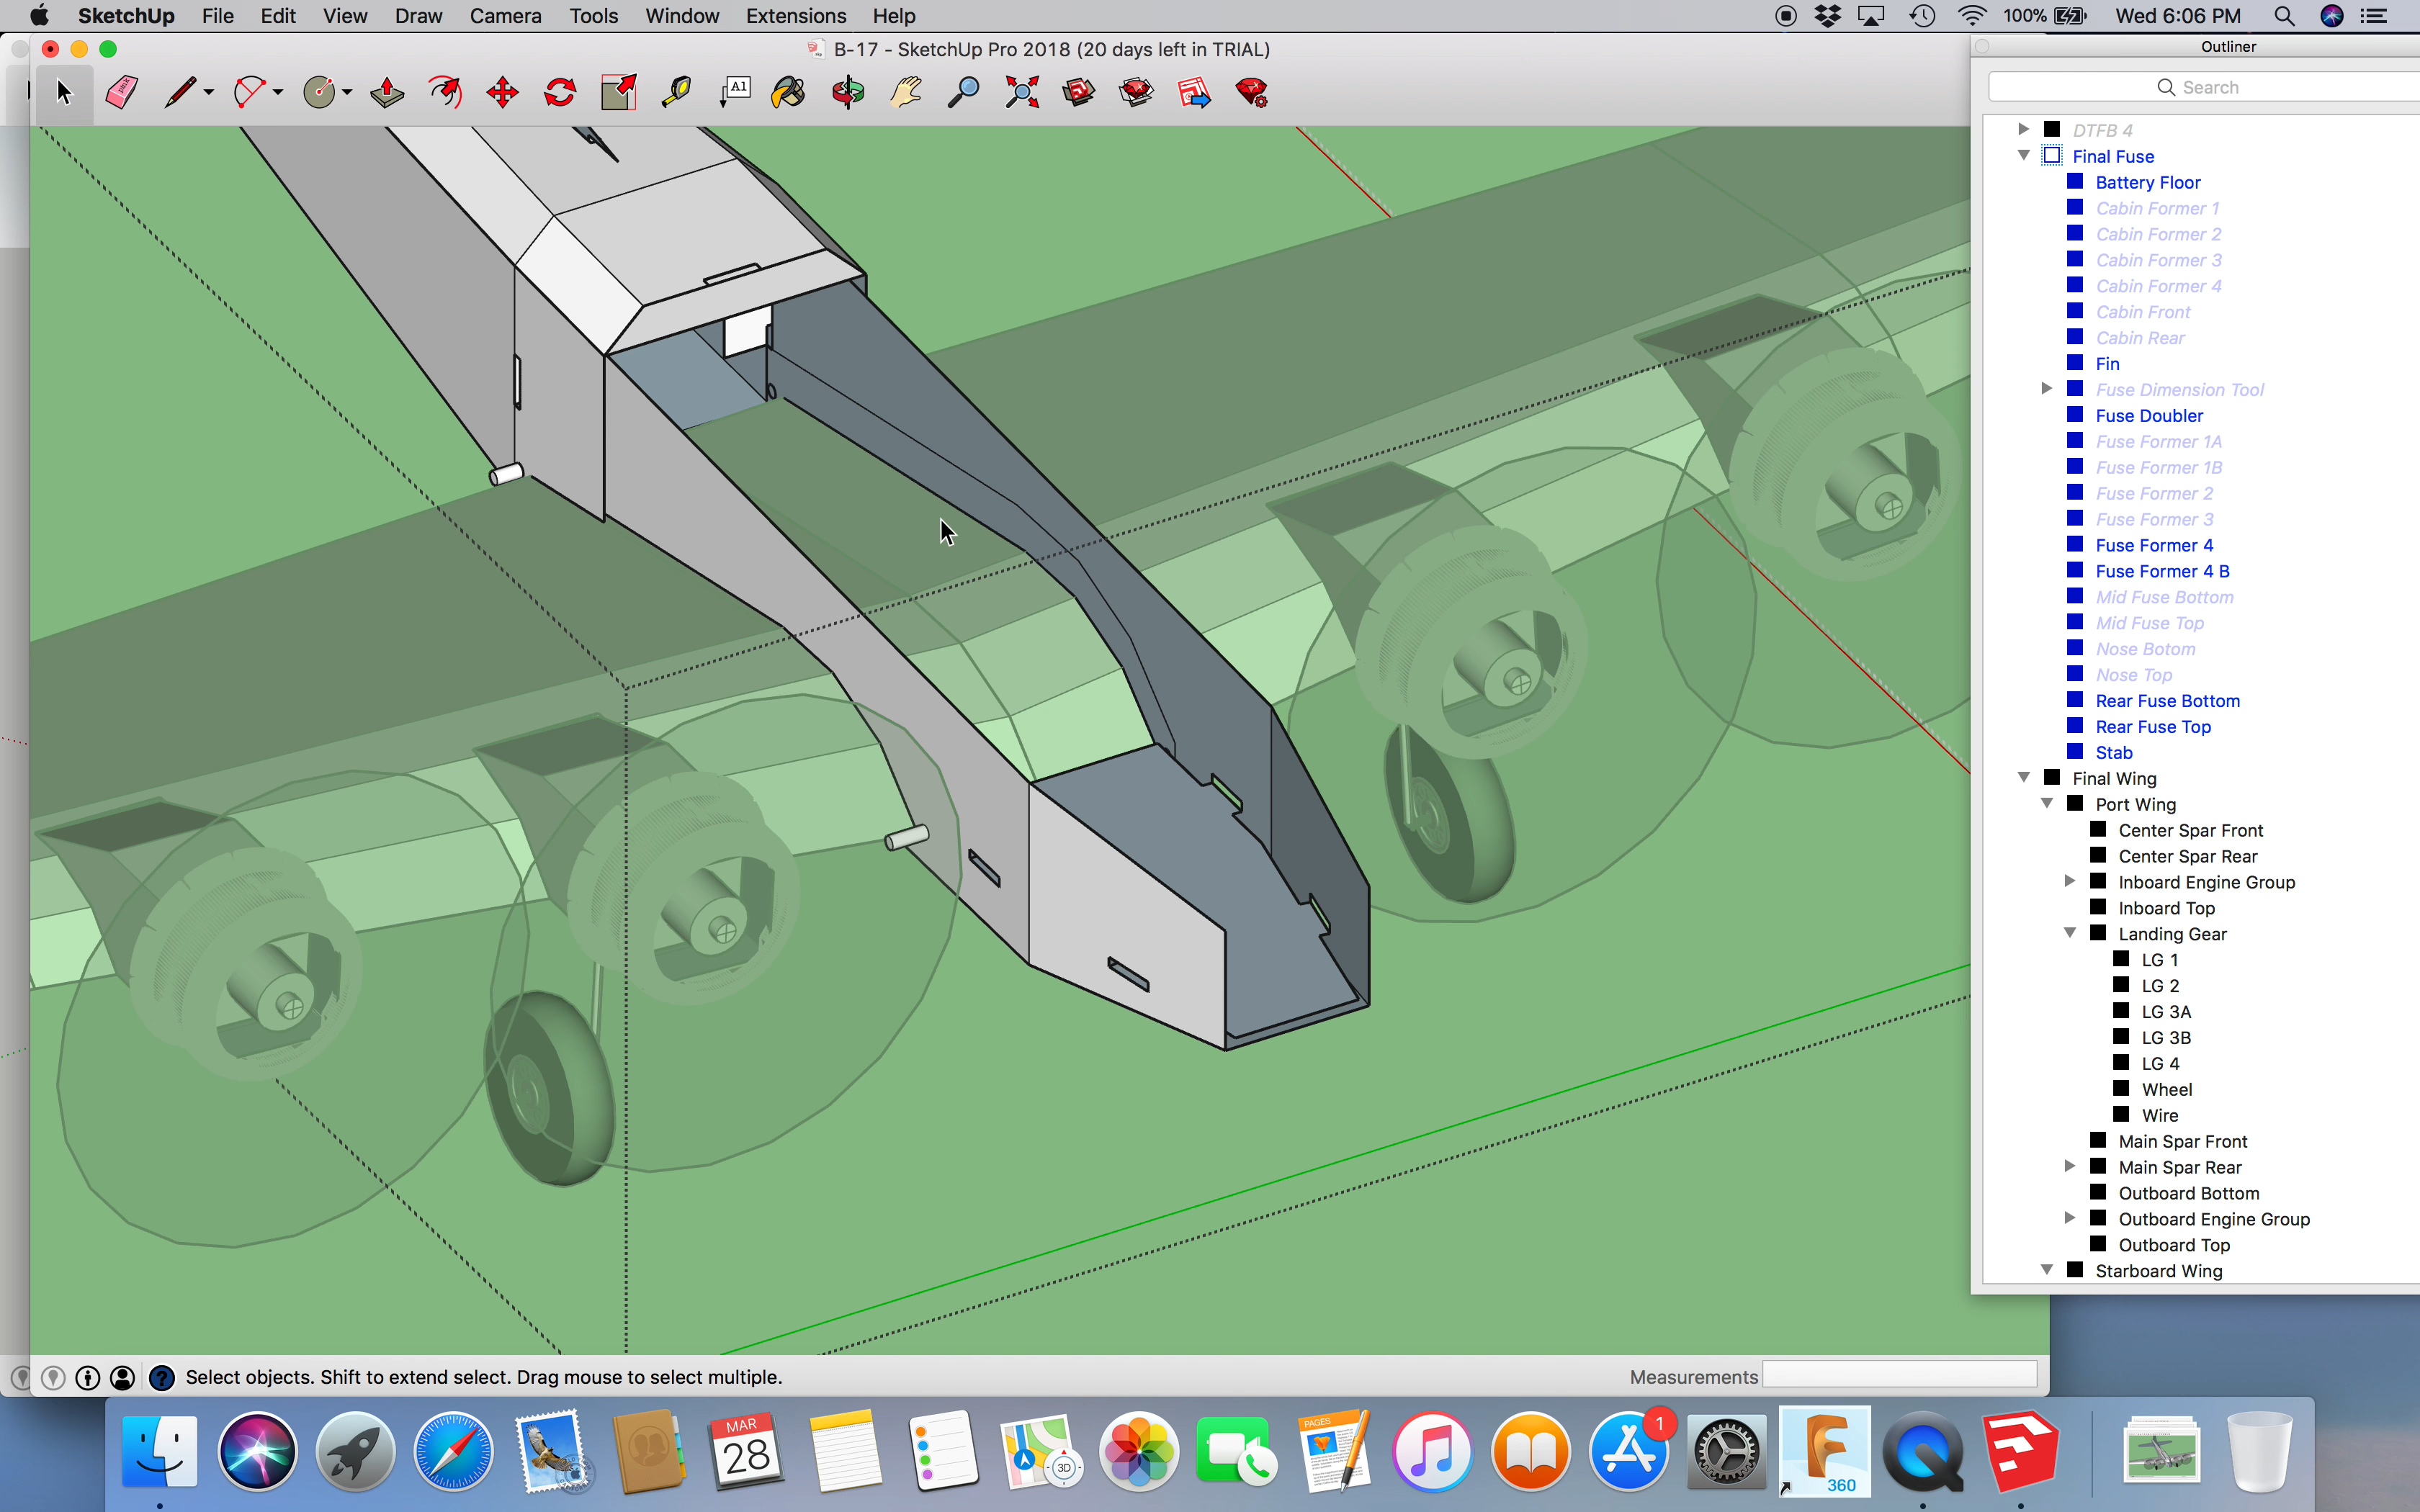 SketchUp File Edit View Draw Camera Tools Window Extensions Help 100% Wed 6:06 PM
B-17 - SketchUp Pro 2018 (20 days left in TRIAL)
Outliner
A1
Search
DTFB 4
Final Fuse
Battery Floor
Cabin Former 1
Cabin Former 2
Cabin Former 3
Cabin Former 4
Cabin Front
Cabin Rear
Fin
Fuse Dimension Tool
Fuse Doubler
Fuse Former 1A
Fuse Former 1B
Fuse Former 2
Fuse Former 3
Fuse Former 4
Fuse Former 4 B
Mid Fuse Bottom
Mid Fuse Top
Nose Botom
Nose Top
Rear Fuse Bottom
Rear Fuse Top
Stab
Final Wing
Port Wing
Center Spar Front
Center Spar Rear
Inboard Engine Group
Inboard Top
Landing Gear
LG 1
LG 2
LG 3A
LG 3B
LG 4
Wheel
Wire
Main Spar Front
Main Spar Rear
Outboard Bottom
Outboard Engine Group
Outboard Top
Starboard Wing
Select objects. Shift to extend select. Drag mouse to select multiple.
Measurements
MAR
28
3D
PAGES
1
360